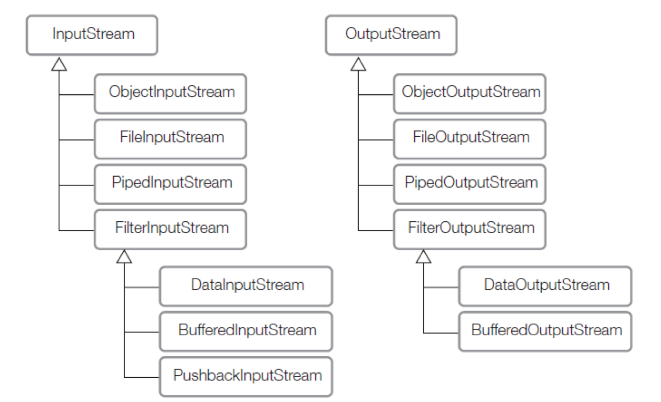 InputStream
ObjectInputStream
FileInputStream
PipedInputStream
FilterInputStream
DataInputStream
BufferedInputStream
PushbackInputStream
OutputStream
ObjectOutputStream
FileOutputStream
PipedOutputStream
FilterOutputStream
DataOutputStream
BufferedOutputStream